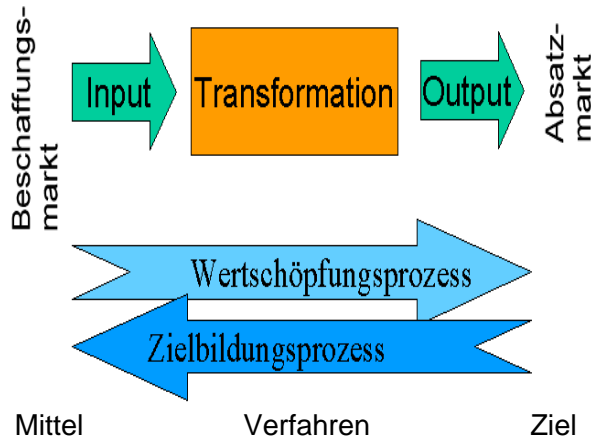 Beschaffungs-
markt
Input
Transformation
Output
Absatz-
markt
Wertschöpfungsprozess
Zielbildungsprozess
Mittel Verfahren Ziel